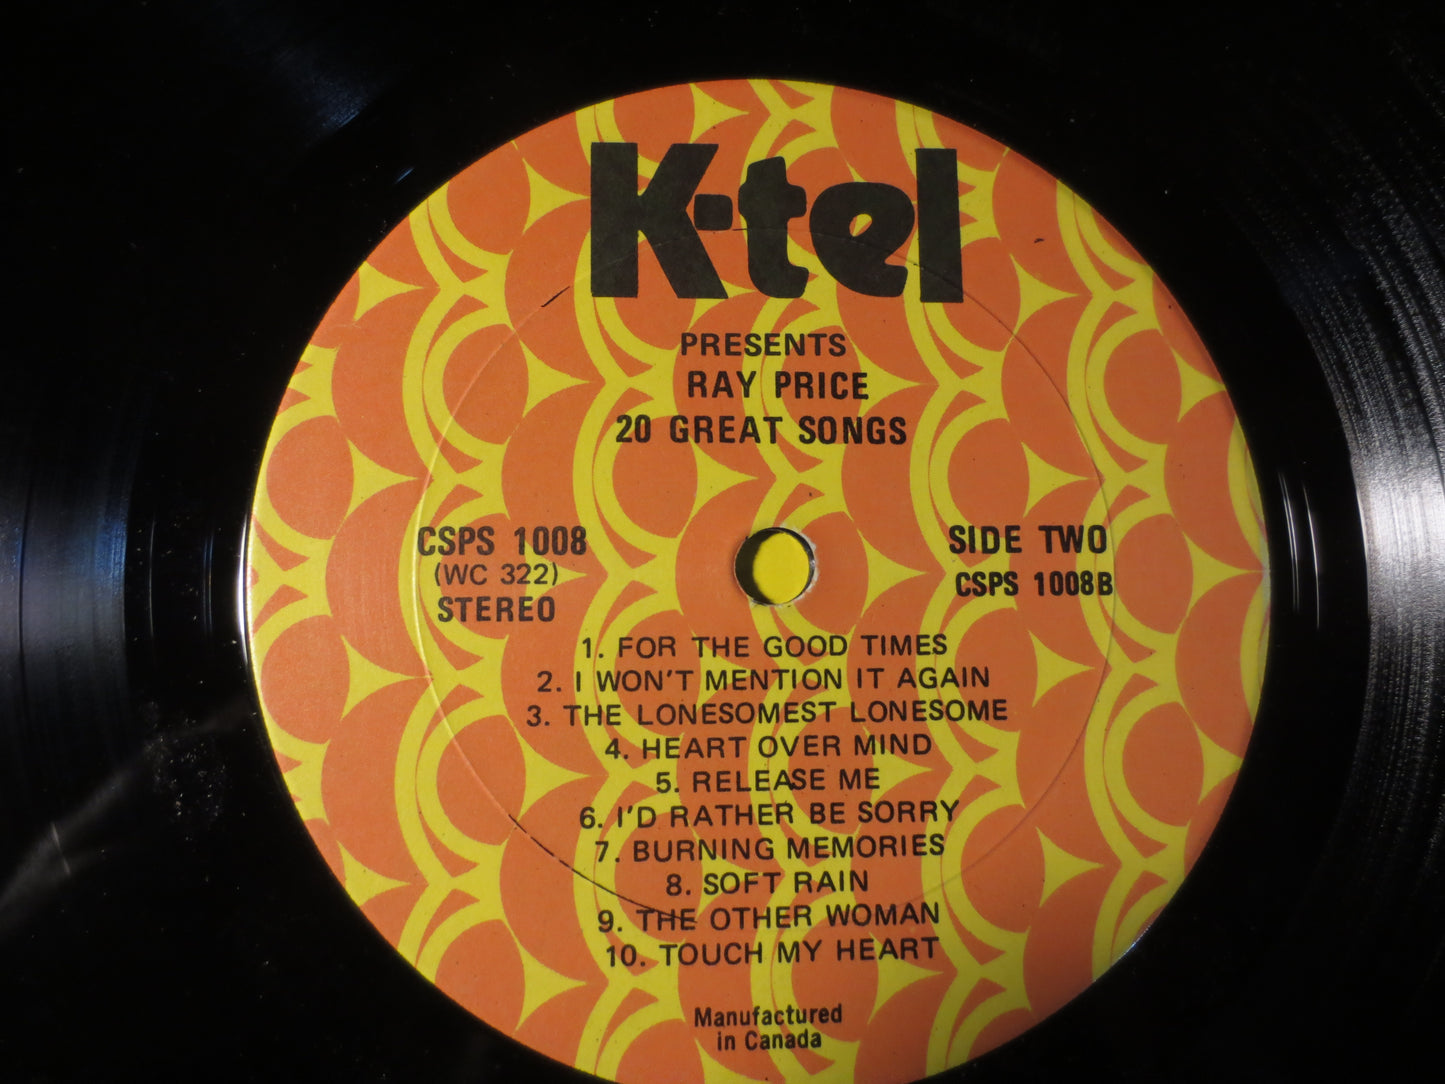 K-tel
PRESENTS
RAY PRICE
20 GREAT SONGS
CSPS 1008
(WC 322)
STEREO
SIDE TWO
CSPS 1008B
1. FOR THE GOOD TIMES
2. I WON'T MENTION IT AGAIN
3. THE LONESOMEST LONESOME
4. HEART OVER MIND
5. RELEASE ME
6. I'D RATHER BE SORRY
7. BURNING MEMORIES
8. SOFT RAIN
9. THE OTHER WOMAN
10. TOUCH MY HEART
Manufactured
in Canada